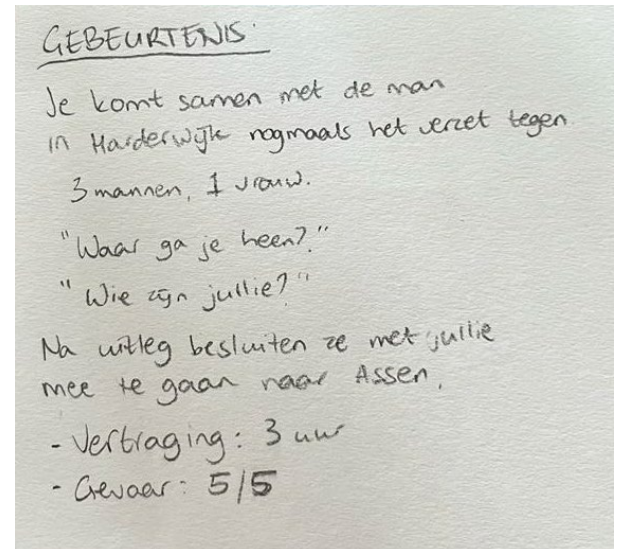 GEBEURTENIS.
Je komt samen met de man
in Harderwijk nogmaals het verzet tegen.
3 mannen, 1 vrouw.
"Waar ga je heen?"
"Wie zijn jullie?"
Na uitleg besluiten ze met jullie
mee te gaan naar Assen.
- Vertraging: 3 uur
- Gevaar: 5/5